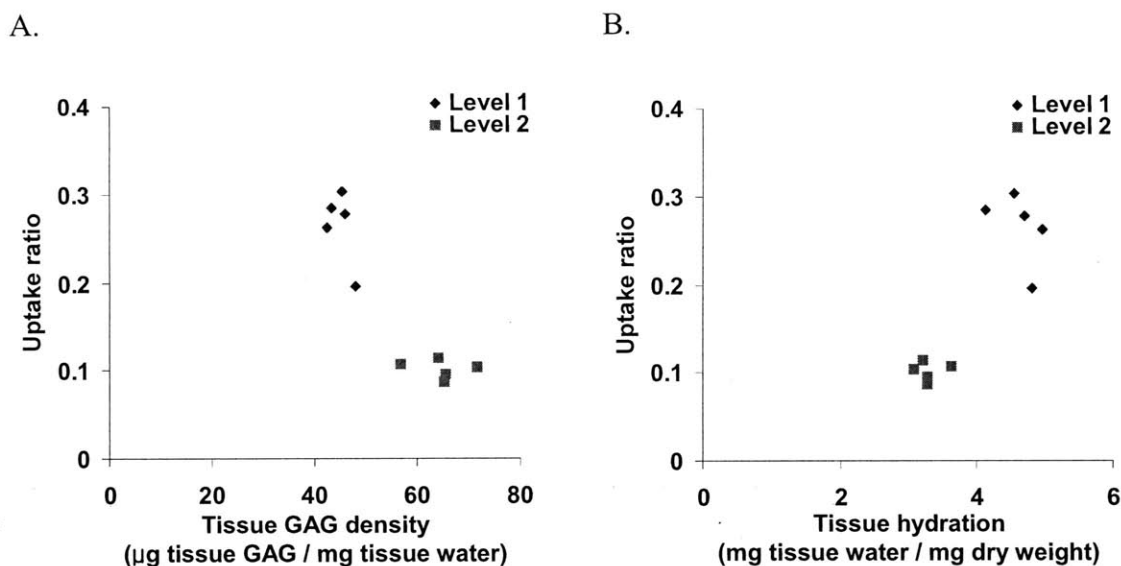 A.
Level 1
Level 2
0.4
0.3
0.2
0.1
0
Uptake ratio
0 20 40 60 80
Tissue GAG density
(µg tissue GAG / mg tissue water)
B.
Level 1
Level 2
0.4
0.3
0.2
0.1
0
Uptake ratio
0 2 4 6
Tissue hydration
(mg tissue water / mg dry weight)